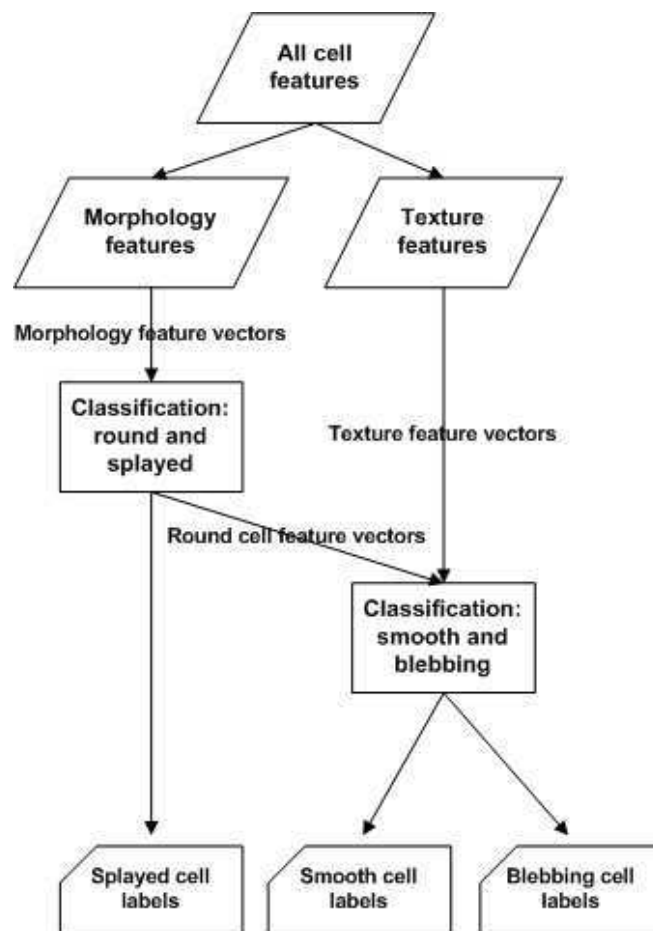 All cell
features
Morphology
features
Texture
features
Morphology feature vectors
Classification:
round and
splayed
Texture feature vectors
Round cell feature vectors
Classification:
smooth and
blebbing
Splayed cell
labels
Smooth cell
labels
Blebbing cell
labels